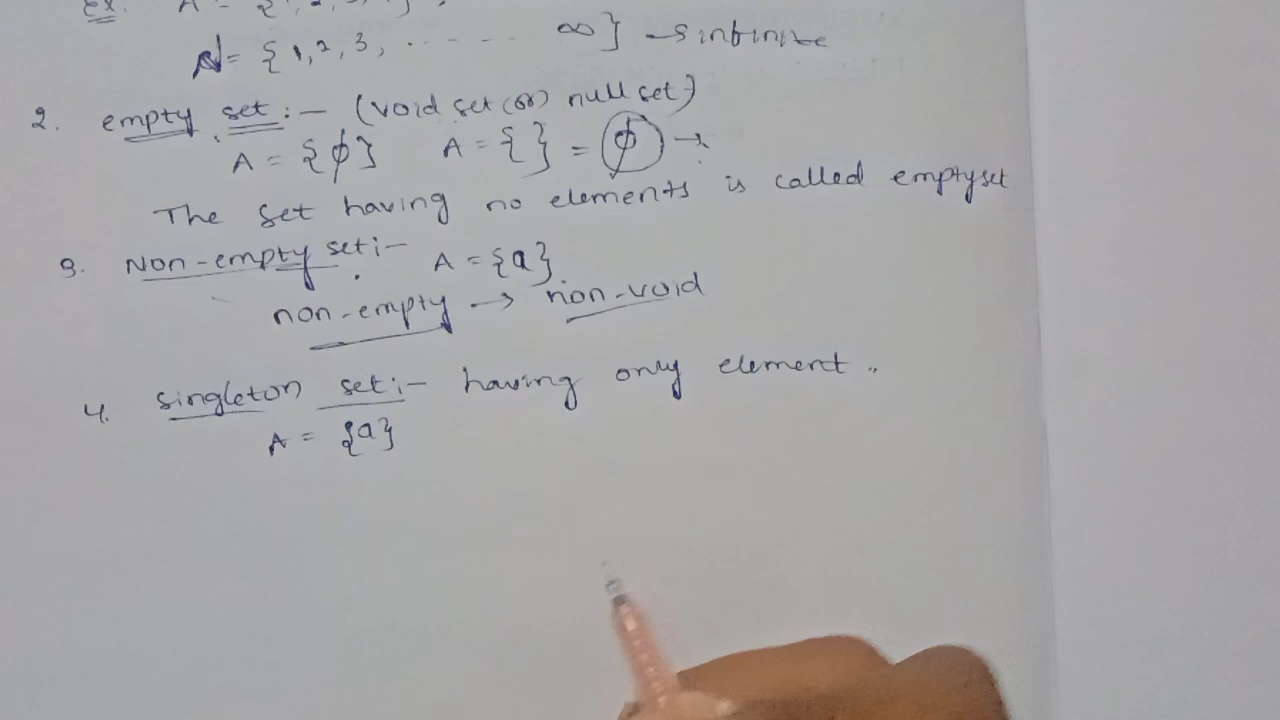 Ex.
N = {1, 2, 3, ...... ∞} → infinite
2. empty set :- (void set (or) null set)
A = {ϕ} A = { } = ϕ →
The set having no elements is called emptyset
3. Non-empty set :- A = {a}
non-empty → non-void
4. singleton set :- having only element.
A = {a}